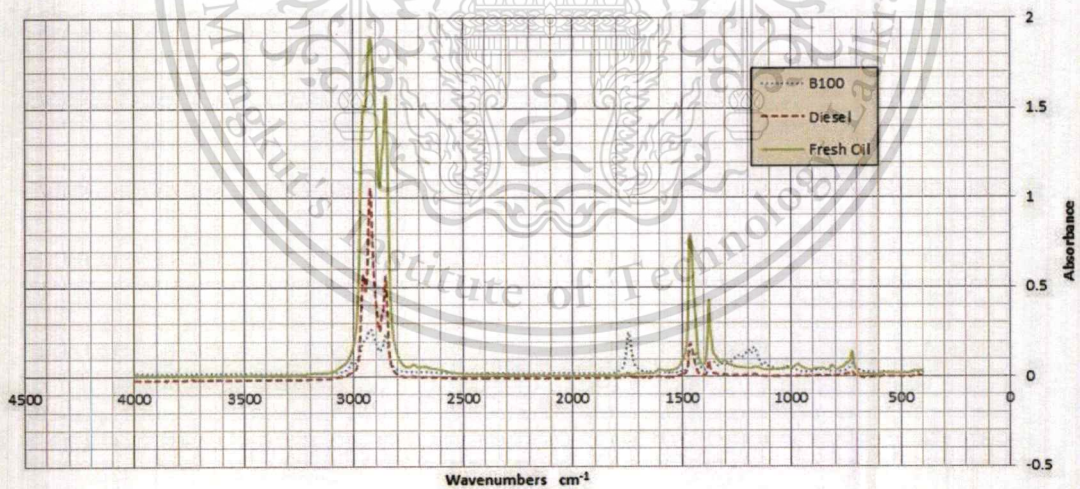 B100
Diesel
Fresh Oil
2
1.5
1
0.5
0
-0.5
Absorbance
4500 4000 3500 3000 2500 2000 1500 1000 500 0
Wavenumbers cm⁻¹
Mongkut's Institute of Technology Ladkra